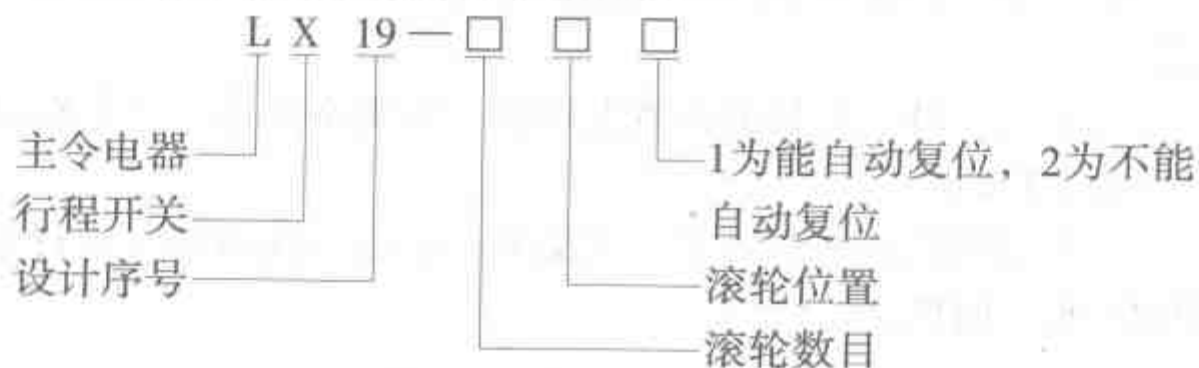 L X 19—□ □ □
主令电器
行程开关
设计序号
1为能自动复位，2为不能
自动复位
滚轮位置
滚轮数目